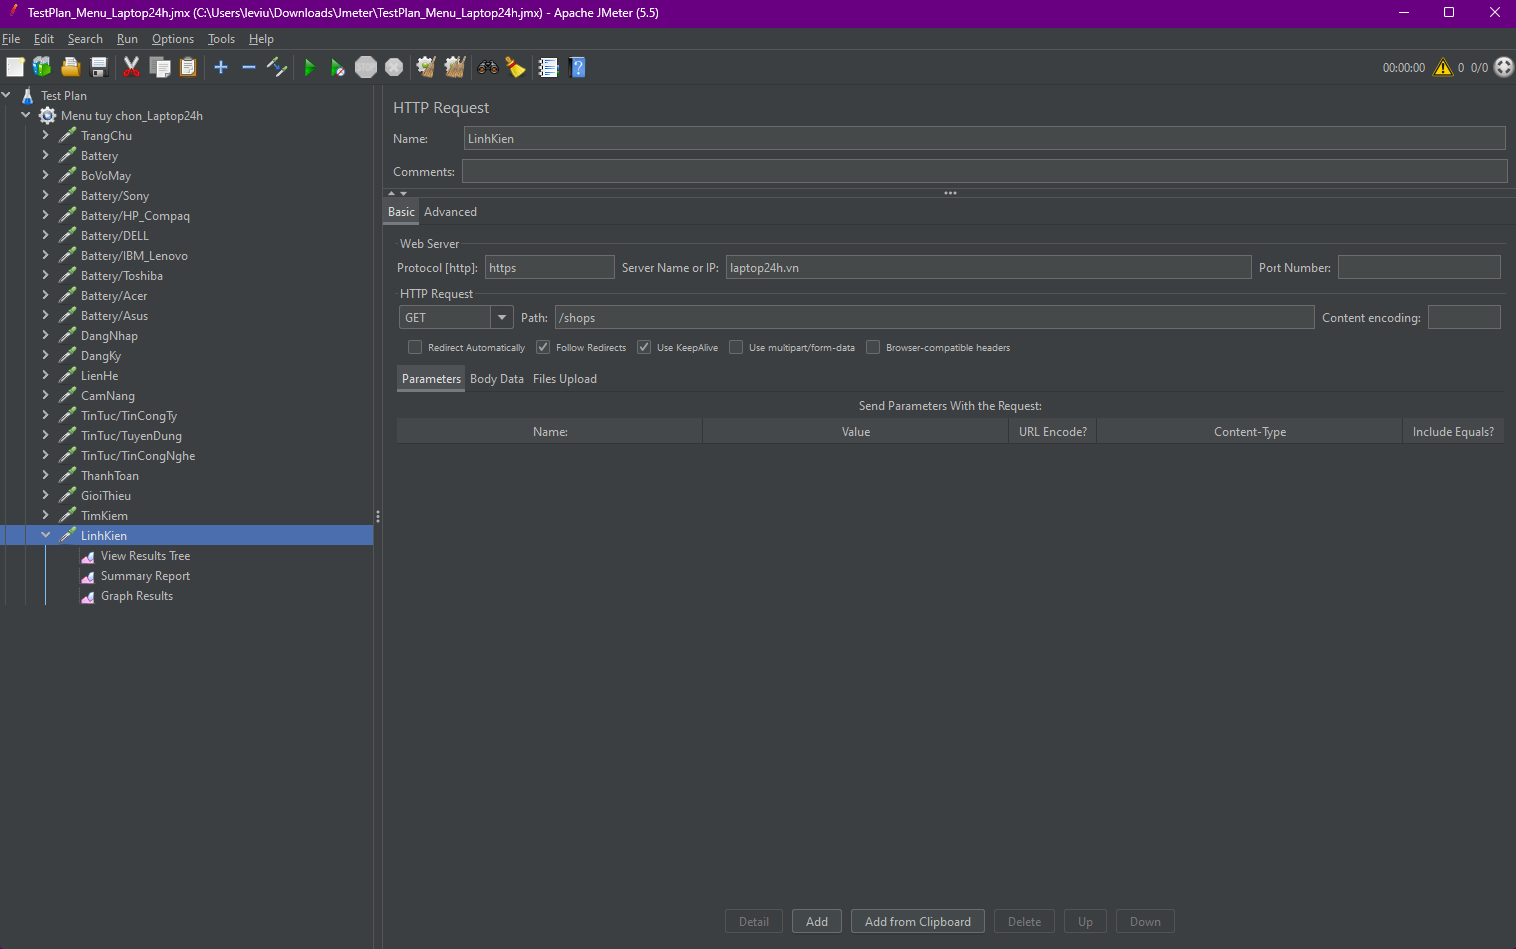 TestPlan_Menu_Laptop24h.jmx (C:\Users\leviu\Downloads\Jmeter\TestPlan_Menu_Laptop24h.jmx) - Apache JMeter (5.5)
File Edit Search Run Options Tools Help
STOP
00:00:00 0 0/0
Test Plan
Menu tuy chon_Laptop24h
TrangChu
Battery
BoVoMay
Battery/Sony
Battery/HP_Compaq
Battery/DELL
Battery/IBM_Lenovo
Battery/Toshiba
Battery/Acer
Battery/Asus
DangNhap
DangKy
LienHe
CamNang
TinTuc/TinCongTy
TinTuc/TuyenDung
TinTuc/TinCongNghe
ThanhToan
GioiThieu
TimKiem
LinhKien
View Results Tree
Summary Report
Graph Results
HTTP Request
Name: LinhKien
Comments:
Basic Advanced
Web Server
Protocol [http]: https Server Name or IP: laptop24h.vn Port Number:
HTTP Request
GET Path: /shops Content encoding:
Redirect Automatically Follow Redirects Use KeepAlive Use multipart/form-data Browser-compatible headers
Parameters Body Data Files Upload
Send Parameters With the Request:
Name: Value URL Encode? Content-Type Include Equals?
Detail Add Add from Clipboard Delete Up Down